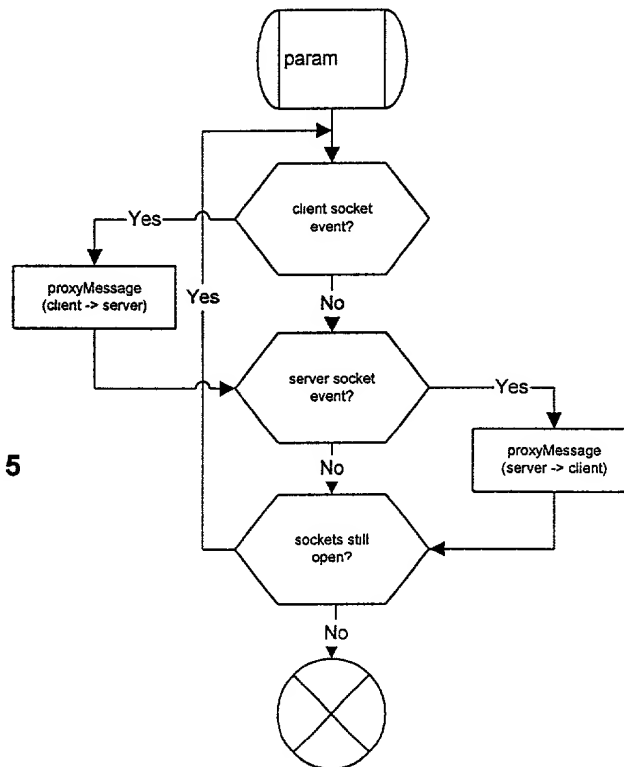 param
client socket
event?
Yes
proxyMessage
(client -> server)
Yes
No
server socket
event?
Yes
proxyMessage
(server -> client)
5
No
sockets still
open?
No